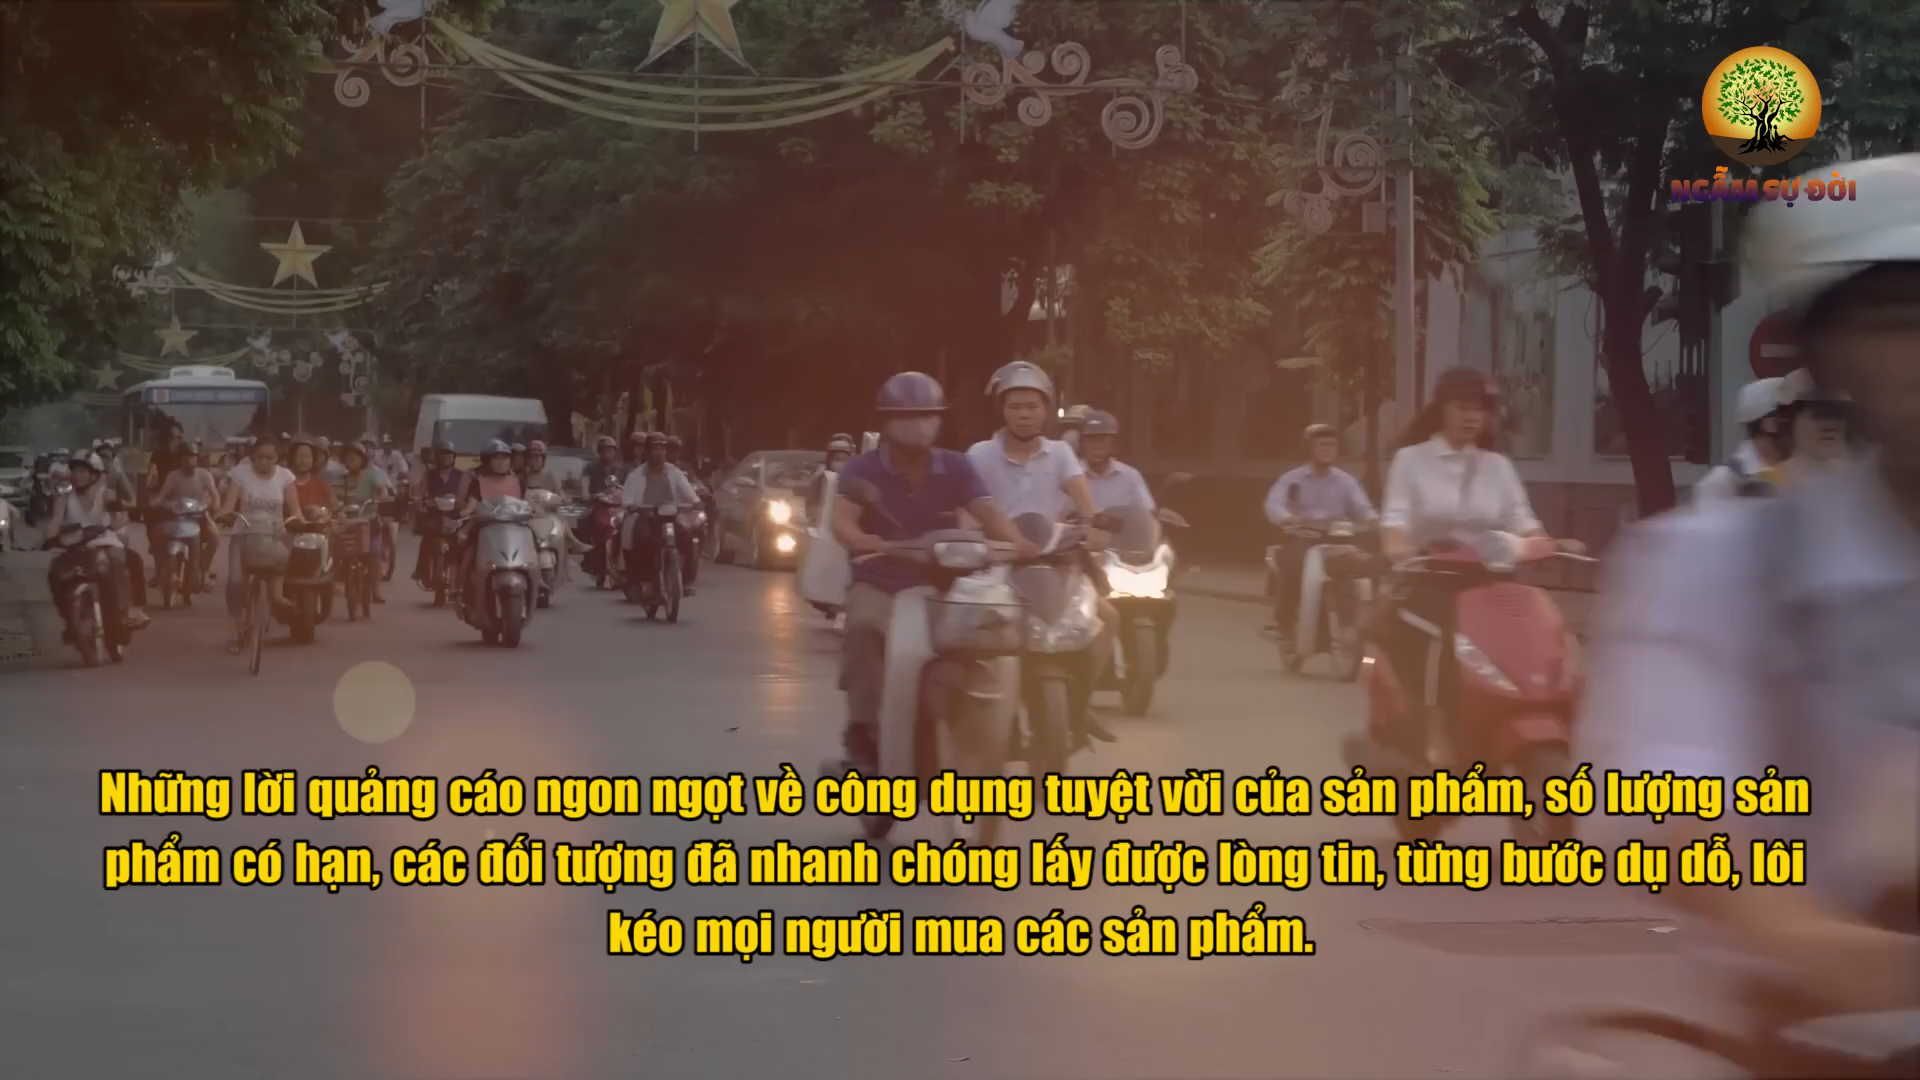 NGẪM SỰ ĐỜI
Những lời quảng cáo ngon ngọt về công dụng tuyệt vời của sản phẩm, số lượng sản
phẩm có hạn, các đối tượng đã nhanh chóng lấy được lòng tin, từng bước dụ dỗ, lôi
kéo mọi người mua các sản phẩm.